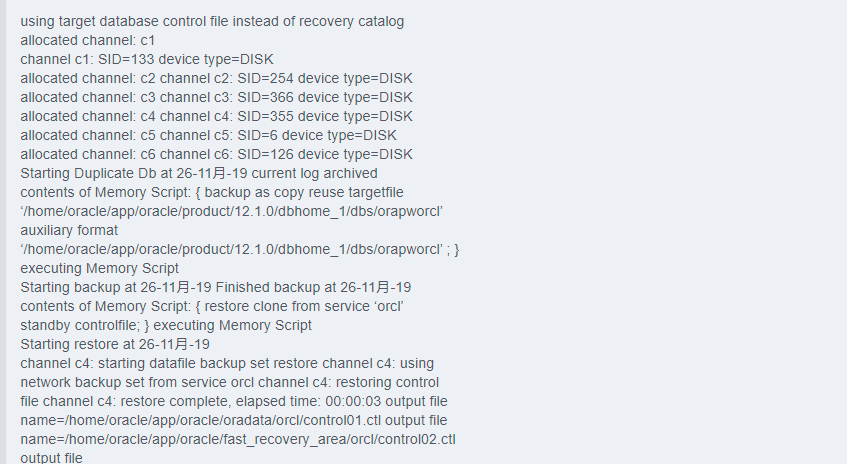 using target database control file instead of recovery catalog
allocated channel: c1
channel c1: SID=133 device type=DISK
allocated channel: c2 channel c2: SID=254 device type=DISK
allocated channel: c3 channel c3: SID=366 device type=DISK
allocated channel: c4 channel c4: SID=355 device type=DISK
allocated channel: c5 channel c5: SID=6 device type=DISK
allocated channel: c6 channel c6: SID=126 device type=DISK
Starting Duplicate Db at 26-11月-19 current log archived
contents of Memory Script: { backup as copy reuse targetfile
‘/home/oracle/app/oracle/product/12.1.0/dbhome_1/dbs/orapworcl’
auxiliary format
‘/home/oracle/app/oracle/product/12.1.0/dbhome_1/dbs/orapworcl’ ; }
executing Memory Script
Starting backup at 26-11月-19 Finished backup at 26-11月-19
contents of Memory Script: { restore clone from service ‘orcl’
standby controlfile; } executing Memory Script
Starting restore at 26-11月-19
channel c4: starting datafile backup set restore channel c4: using
network backup set from service orcl channel c4: restoring control
file channel c4: restore complete, elapsed time: 00:00:03 output file
name=/home/oracle/app/oracle/oradata/orcl/control01.ctl output file
name=/home/oracle/app/oracle/fast_recovery_area/orcl/control02.ctl
output file